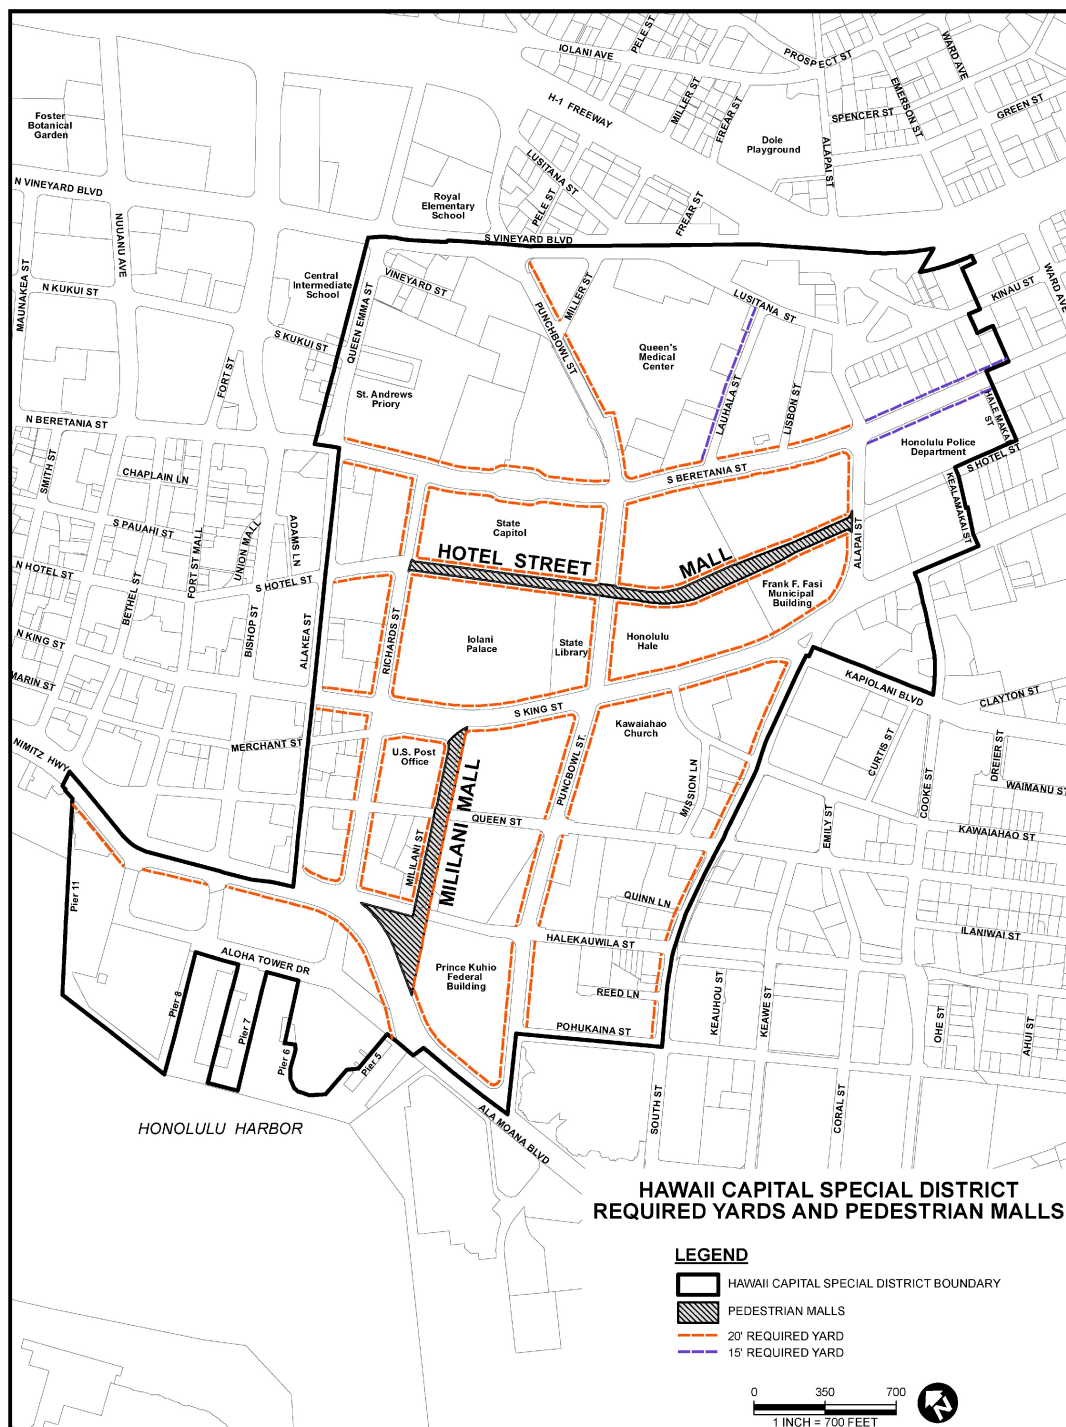 PELE ST
IOLANI AVE
PROSPECT ST
WARD AVE
H-1 FREEWAY
MILLER ST
FREAR ST
EMERSON ST
SPENCER ST
GREEN ST
Foster
Botanical
Garden
Dole
Playground
ALAPAI ST
LUSITANA ST
N VINEYARD BLVD
Royal
Elementary
School
PELE ST
FREAR ST
NUUANU AVE
S VINEYARD BLVD
MAUNAKEA ST
N KUKUI ST
Central
Intermediate
School
VINEYARD ST
MILLER ST
KINAU ST
WARD AVE
LUSITANA ST
QUEEN EMMA ST
PUNCHBOWL ST
S KUKUI ST
Queen's
Medical
Center
FORT ST
St. Andrews
Priory
LAUHALA ST
LISBON ST
HALE MAKA
ST
N BERETANIA ST
Honolulu Police
Department
SMITH ST
CHAPLAIN LN
S BERETANIA ST
S HOTEL ST
KEALAMAKAI ST
S PAUAHI ST
UNION MALL
ADAMS LN
State
Capitol
FORT ST MALL
ALAPAI ST
HOTEL STREET
MALL
N HOTEL ST
BETHEL ST
S HOTEL ST
Frank F. Fasi
Municipal
Building
BISHOP ST
ALAKEA ST
RICHARDS ST
Iolani
Palace
State
Library
Honolulu
Hale
N KING ST
MARIN ST
KAPIOLANI BLVD
CLAYTON ST
S KING ST
Kawaiahao
Church
MERCHANT ST
U.S. Post
Office
NIMITZ HWY
CURTIS ST
DREIER ST
PUNCBOWL ST.
MISSION LN
COOKE ST
WAIMANU ST
MILILANI MALL
QUEEN ST
EMILY ST
KAWAIAHAO ST
MILILANI ST
Pier 11
QUINN LN
HALEKAUWILA ST
ILANIWAI ST
ALOHA TOWER DR
Prince Kuhio
Federal
Building
REED LN
Pier 8
Pier 7
Pier 6
Pier 5
POHUKAINA ST
KEAUHOU ST
KEAWE ST
OHE ST
AHUI ST
HONOLULU HARBOR
ALA MOANA BLVD
SOUTH ST
CORAL ST
HAWAII CAPITAL SPECIAL DISTRICT
REQUIRED YARDS AND PEDESTRIAN MALLS
LEGEND
HAWAII CAPITAL SPECIAL DISTRICT BOUNDARY
PEDESTRIAN MALLS
20' REQUIRED YARD
15' REQUIRED YARD
0 350 700
1 INCH = 700 FEET
N